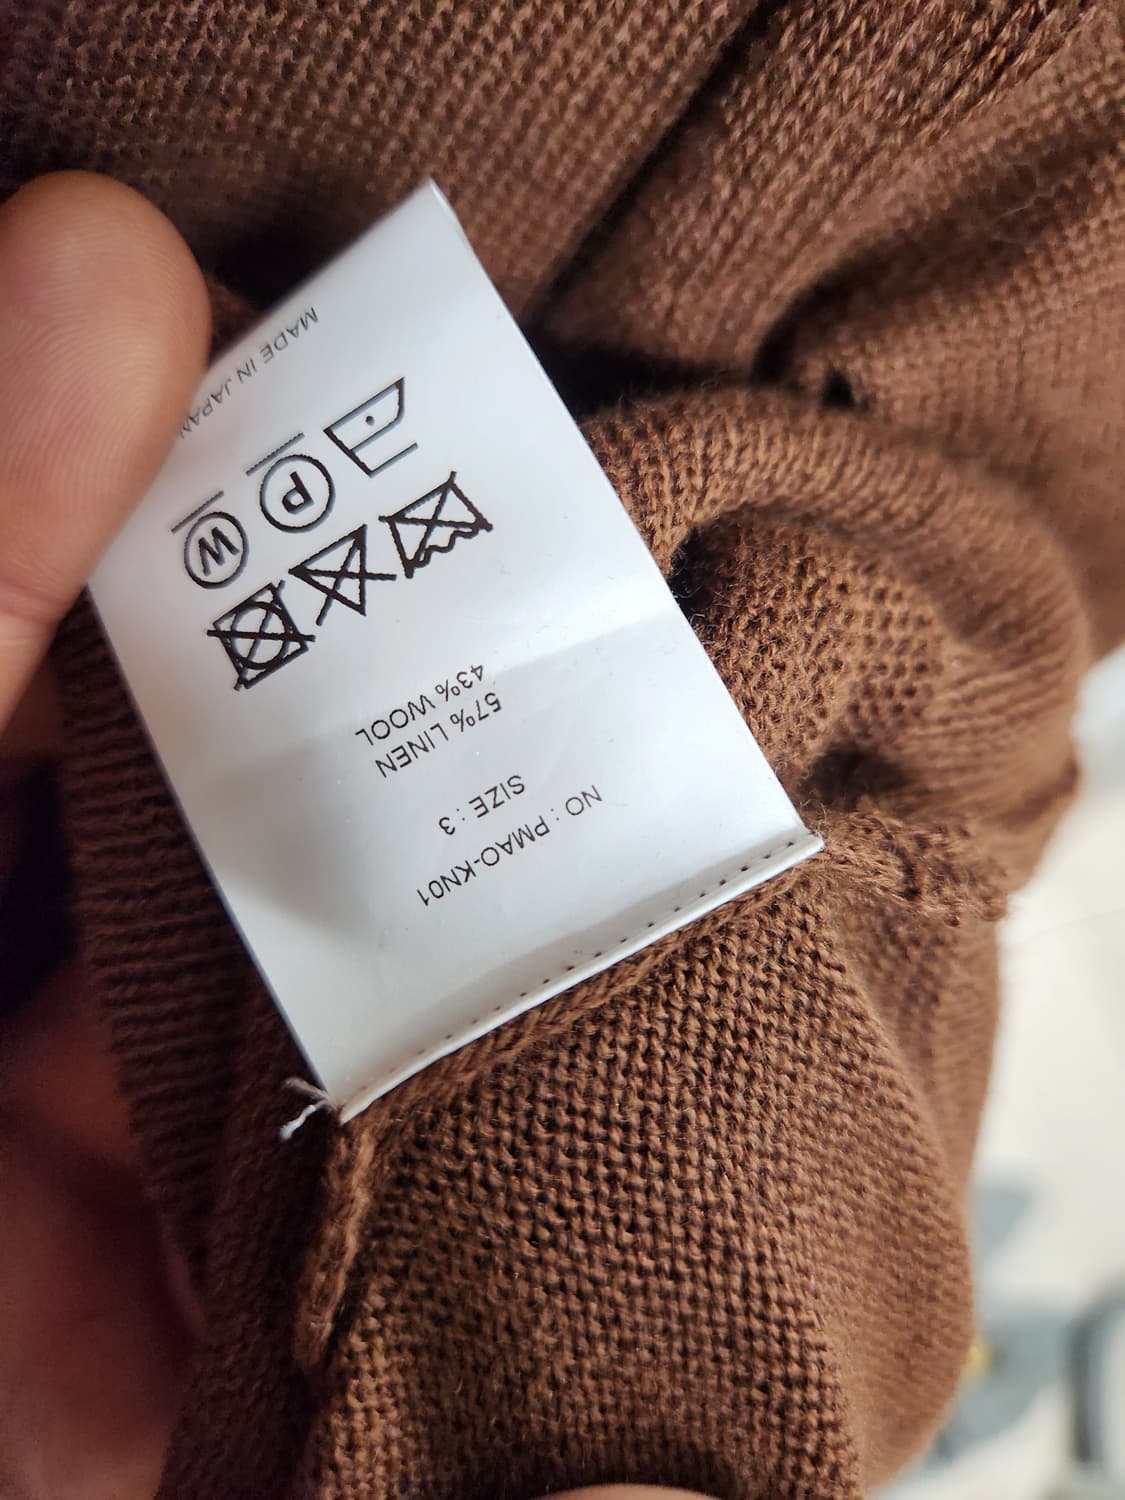 NO : PMAO-KN01
SIZE : 3
57% LINEN
43% WOOL
P
W
MADE IN JAPAN